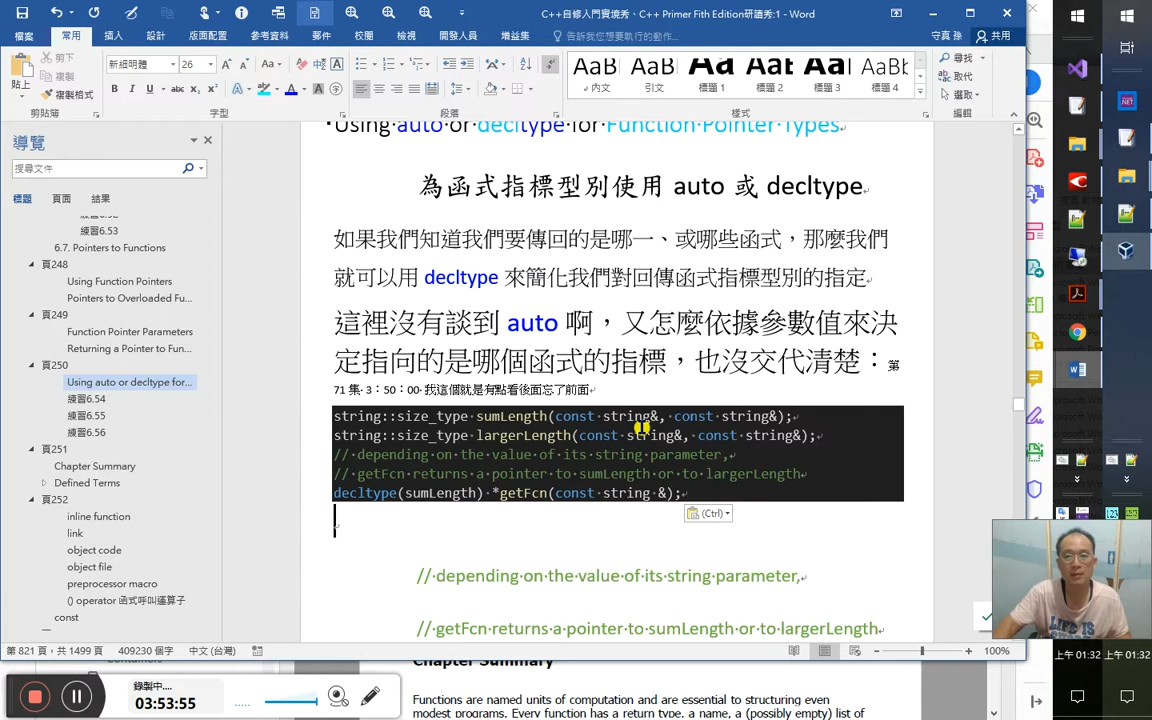 C++自修入門實境秀、C++ Primer Fith Edition研讀秀:1 - Word
檔案 常用 插入 設計 版面配置 參考資料 郵件 校閱 檢視 開發人員 增益集 告訴我您想要執行的動作... 守真 孫 共用
貼上 剪下 複製 複製格式 剪貼簿
新細明體 26 字型
段落
AaB AaB AaB AaB AaB AaBb
內文 標題 標題 1 標題 2 標題 3 標題 4
樣式
尋找 取代 選取 編輯
導覽
搜尋文件
標題 頁面 結果
練習6.53
6.7. Pointers to Functions
頁248
Using Function Pointers
Pointers to Overloaded Fu...
頁249
Function Pointer Parameters
Returning a Pointer to Fun...
頁250
Using auto or decltype for...
練習6.54
練習6.55
練習6.56
頁251
Chapter Summary
Defined Terms
頁252
inline function
link
object code
object file
preprocessor macro
() operator 函式呼叫運算子
const
Using auto or decltype for Function Pointer Types
為函式指標型別使用 auto 或 decltype
如果我們知道我們要傳回的是哪一、或哪些函式，那麼我們
就可以用 decltype 來簡化我們對回傳函式指標型別的指定
這裡沒有談到 auto 啊，又怎麼依據參數值來決
定指向的是哪個函式的指標，也沒交代清楚：第
71 集 3：50：00 我這個就是有點看後面忘了前面
string::size_type sumLength(const string&, const string&);
string::size_type largerLength(const string&, const string&);
// depending on the value of its string parameter,
// getFcn returns a pointer to sumLength or to largerLength
decltype(sumLength) *getFcn(const string &);
(Ctrl)
// depending on the value of its string parameter,
// getFcn returns a pointer to sumLength or to largerLength
第 821 頁，共 1499 頁 409230 個字 中文 (台灣) 100%
Chapter Summary
Functions are named units of computation and are essential to structuring even
modest programs. Every function has a return type, a name, a (possibly empty) list of
錄製中...
03:53:55
LIFE IS
上午 01:32 上午 01:32